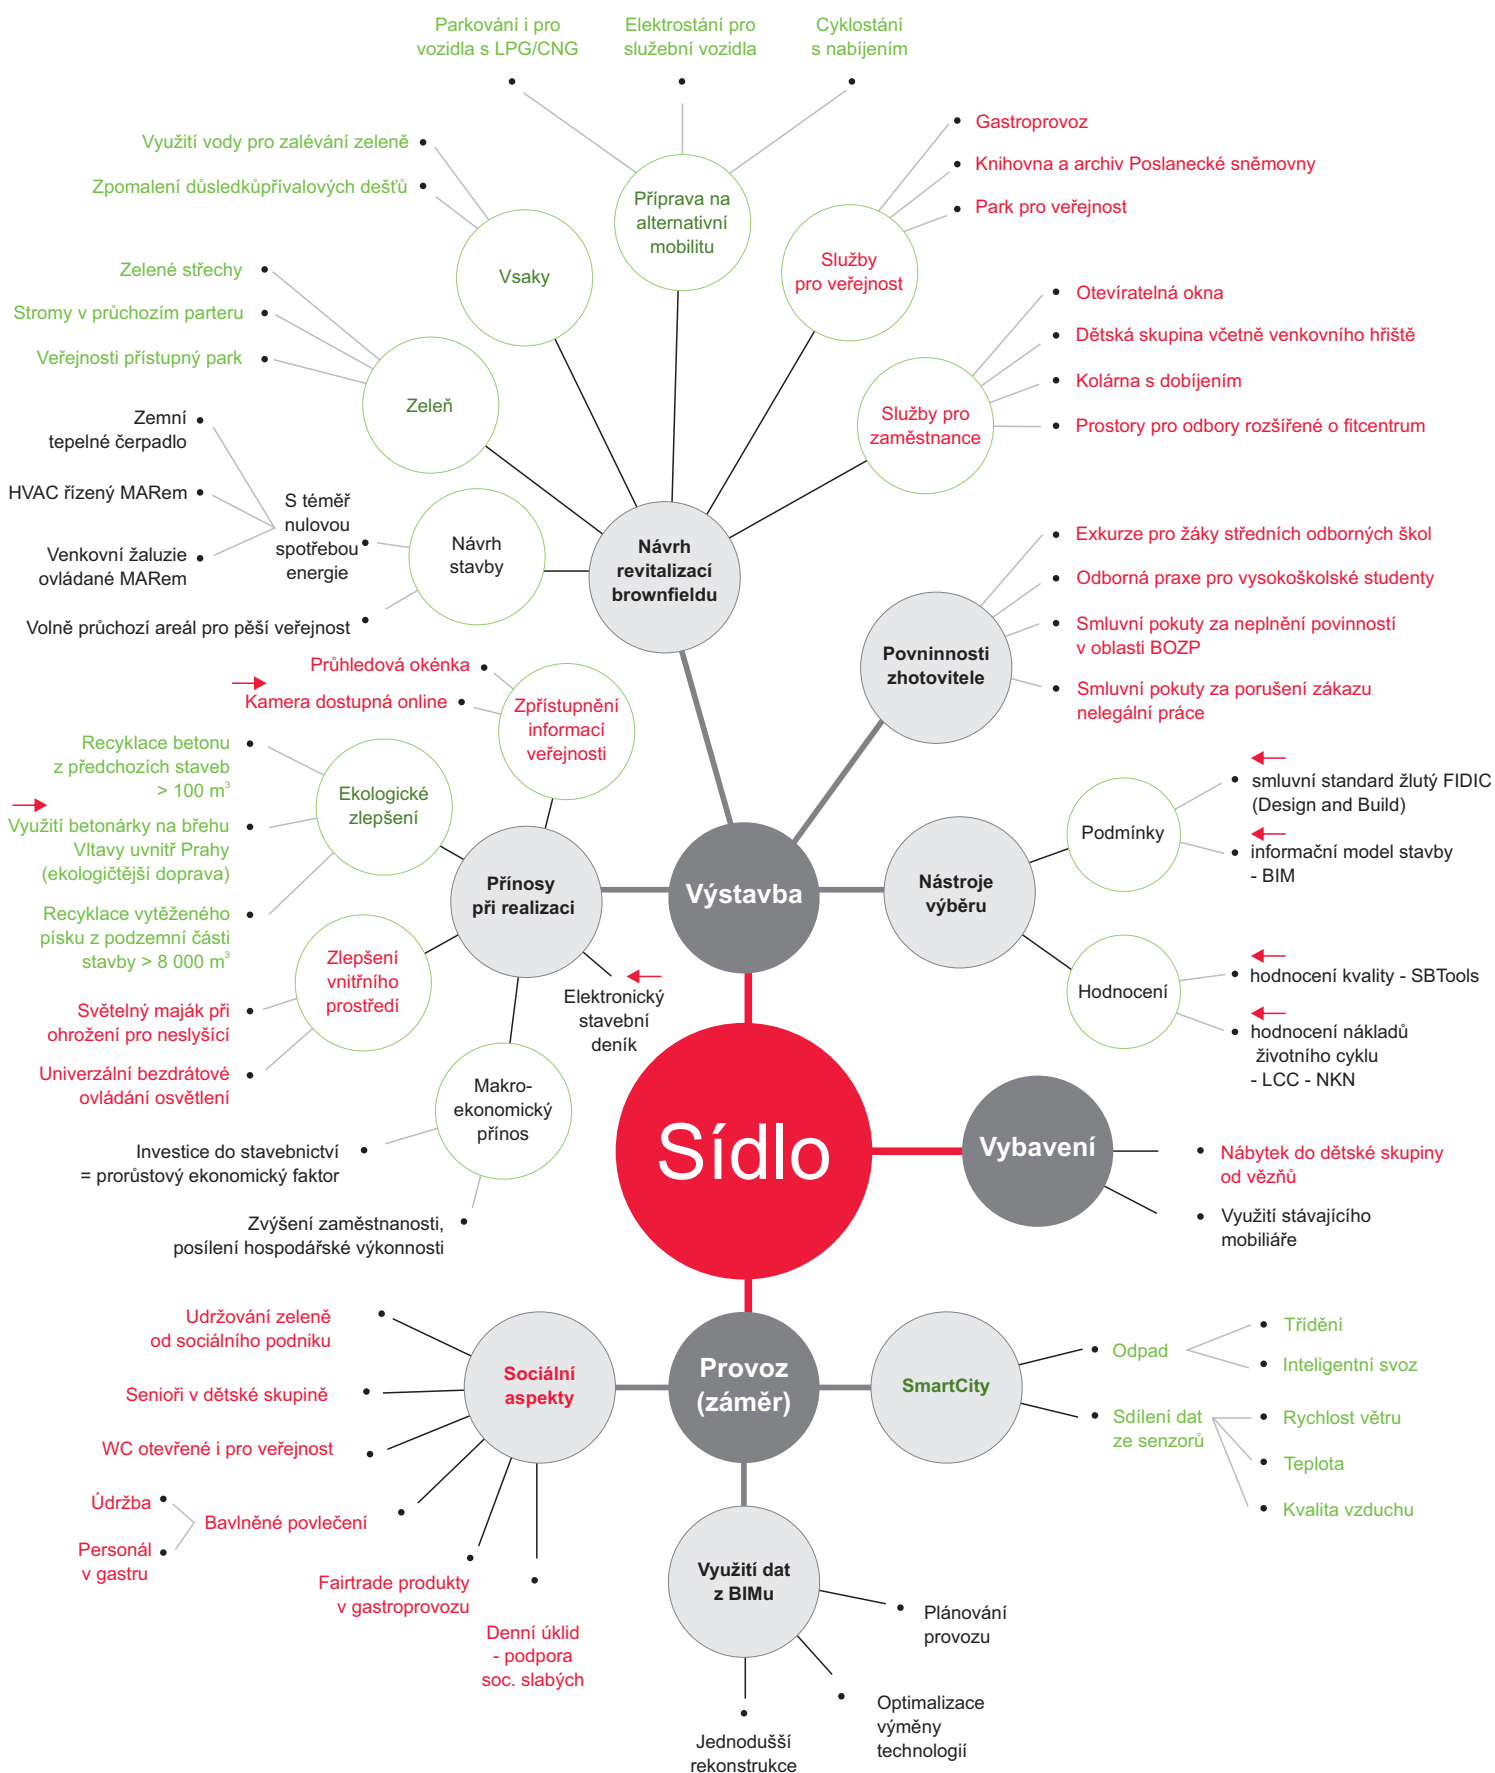 Parkování i pro
vozidla s LPG/CNG
Elektrostání pro
služební vozidla
Cyklostání
s nabíjením
Využití vody pro zalévání zeleně
Zpomalení důsledkůpřívalových dešťů
Vsaky
Příprava na
alternativní
mobilitu
Gastroprovoz
Knihovna a archiv Poslanecké sněmovny
Park pro veřejnost
Služby
pro veřejnost
Zelené střechy
Stromy v průchozím parteru
Veřejnosti přístupný park
Zeleň
Otevíratelná okna
Dětská skupina včetně venkovního hřiště
Kolárna s dobíjením
Prostory pro odbory rozšířené o fitcentrum
Služby pro
zaměstnance
Zemní
tepelné čerpadlo
HVAC řízený MARem
Venkovní žaluzie
ovládané MARem
S téměř
nulovou
spotřebou
energie
Volně průchozí areál pro pěší veřejnost
Návrh
stavby
Návrh
revitalizací
brownfieldu
Exkurze pro žáky středních odborných škol
Odborná praxe pro vysokoškolské studenty
Smluvní pokuty za neplnění povinností
v oblasti BOZP
Smluvní pokuty za porušení zákazu
nelegální práce
Povninnosti
zhotovitele
Průhledová okénka
Kamera dostupná online
Zpřístupnění
informací
veřejnosti
Recyklace betonu
z předchozích staveb
> 100 m³
Využití betonárky na břehu
Vltavy uvnitř Prahy
(ekologičtější doprava)
Recyklace vytěženého
písku z podzemní části
stavby > 8 000 m³
Ekologické
zlepšení
Přínosy
při realizaci
Výstavba
Nástroje
výběru
Podmínky
smluvní standard žlutý FIDIC
(Design and Build)
informační model stavby
- BIM
Hodnocení
hodnocení kvality - SBTools
hodnocení nákladů
životního cyklu
- LCC - NKN
Zlepšení
vnitřního
prostředí
Světelný maják při
ohrožení pro neslyšící
Univerzální bezdrátové
ovládání osvětlení
Elektronický
stavební
deník
Makro-
ekonomický
přínos
Investice do stavebnictví
= prorůstový ekonomický faktor
Zvýšení zaměstnanosti,
posílení hospodářské výkonnosti
Sídlo
Vybavení
Nábytek do dětské skupiny
od vězňů
Využití stávajícího
mobiliáře
Udržování zeleně
od sociálního podniku
Senioři v dětské skupině
WC otevřené i pro veřejnost
Údržba
Personál
v gastru
Bavlněné povlečení
Fairtrade produkty
v gastroprovozu
Denní úklid
- podpora
soc. slabých
Sociální
aspekty
Provoz
(záměr)
SmartCity
Odpad
Třídění
Inteligentní svoz
Sdílení dat
ze senzorů
Rychlost větru
Teplota
Kvalita vzduchu
Využití dat
z BIMu
Plánování
provozu
Optimalizace
výměny
technologií
Jednodušší
rekonstrukce